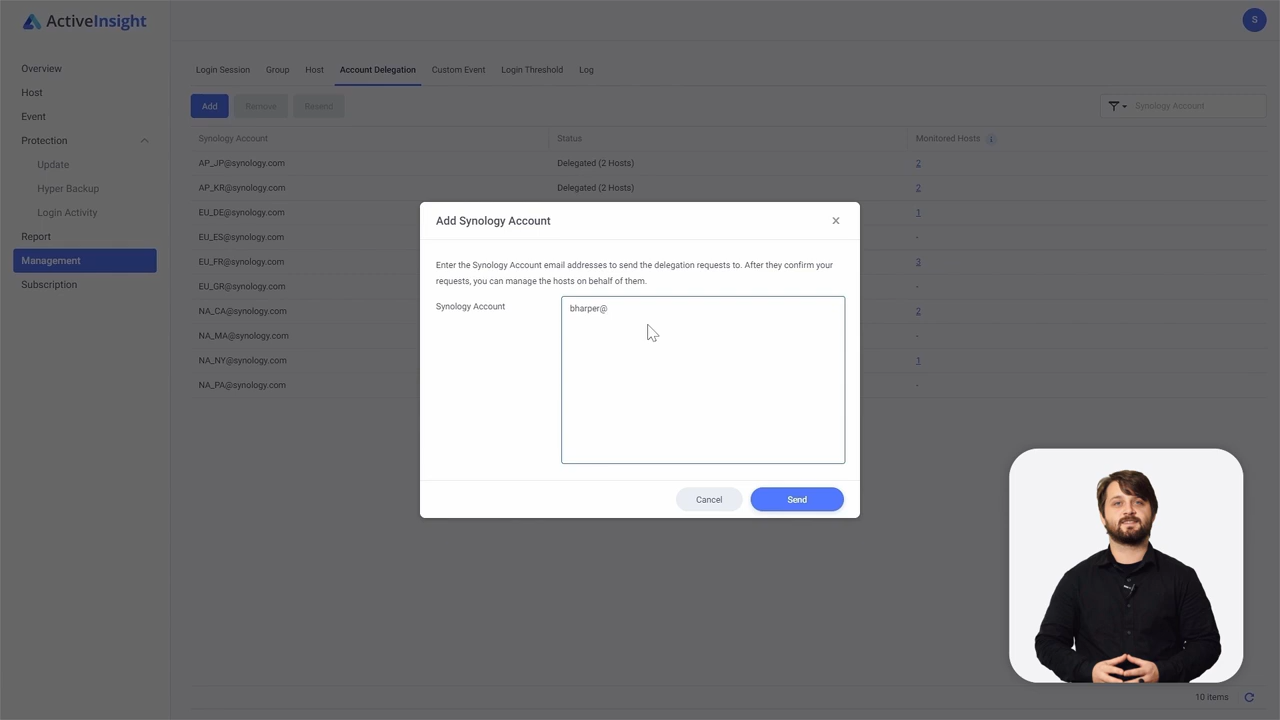 ActiveInsight
S
Overview
Host
Event
Protection
Update
Hyper Backup
Login Activity
Report
Management
Subscription
Login Session Group Host Account Delegation Custom Event Login Threshold Log
Add Remove Resend Synology Account
Synology Account Status Monitored Hosts i
AP_JP@synology.com Delegated (2 Hosts) 2
AP_KR@synology.com Delegated (2 Hosts) 2
EU_DE@synology.com 1
EU_ES@synology.com -
EU_FR@synology.com 3
EU_GR@synology.com -
NA_CA@synology.com 2
NA_MA@synology.com -
NA_NY@synology.com 1
NA_PA@synology.com -
Add Synology Account
Enter the Synology Account email addresses to send the delegation requests to. After they confirm your
requests, you can manage the hosts on behalf of them.
Synology Account bharper@
Cancel Send
10 items